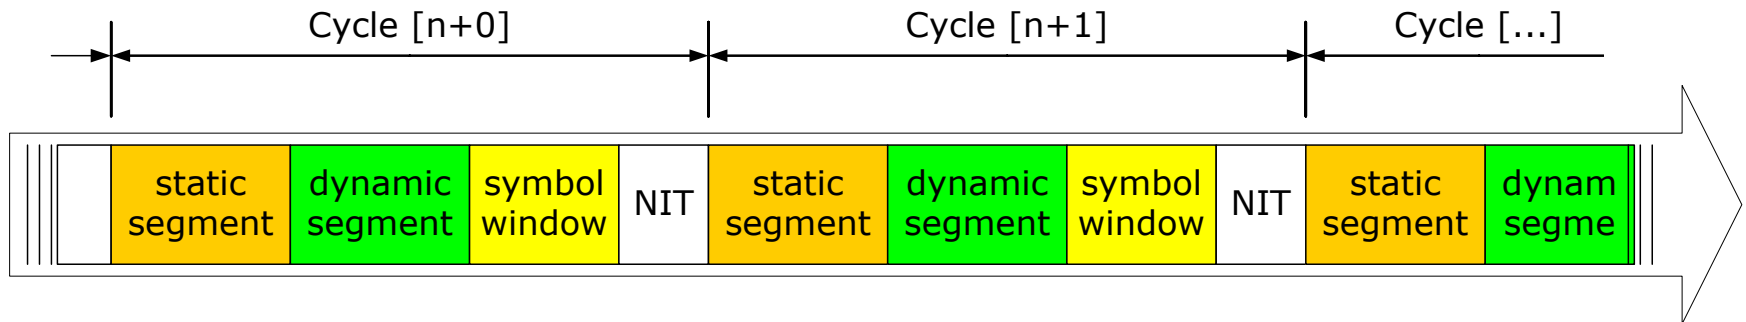 Cycle [n+0] Cycle [n+1] Cycle [...]
static dynamic symbol NIT static dynamic symbol NIT static dynam
segment segment window segment segment window segment segme